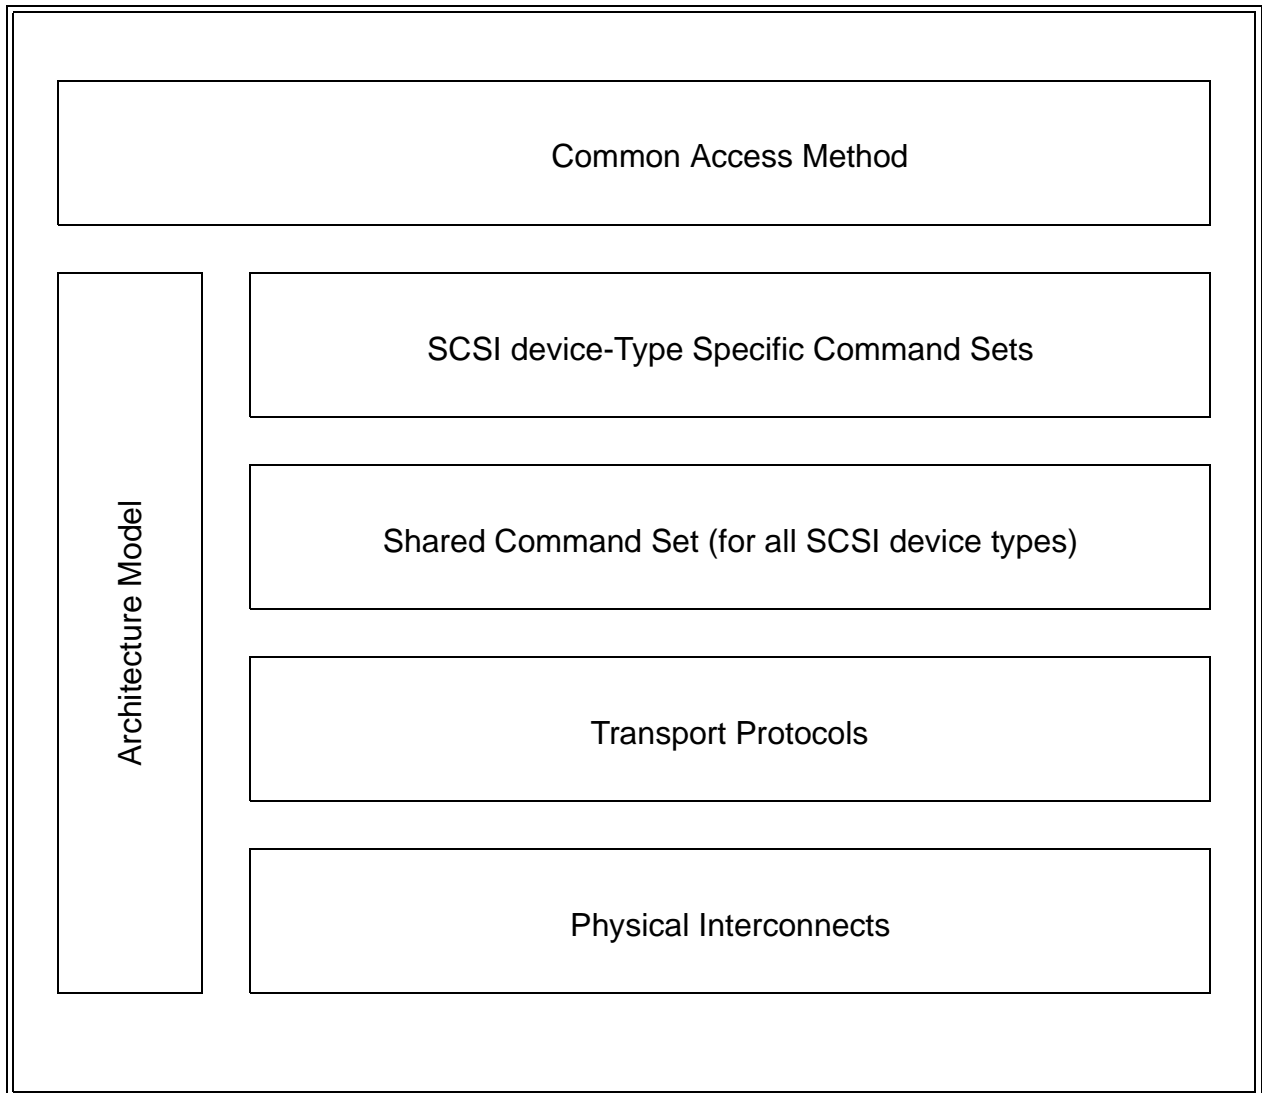 Common Access Method
Architecture Model
SCSI device-Type Specific Command Sets
Shared Command Set (for all SCSI device types)
Transport Protocols
Physical Interconnects